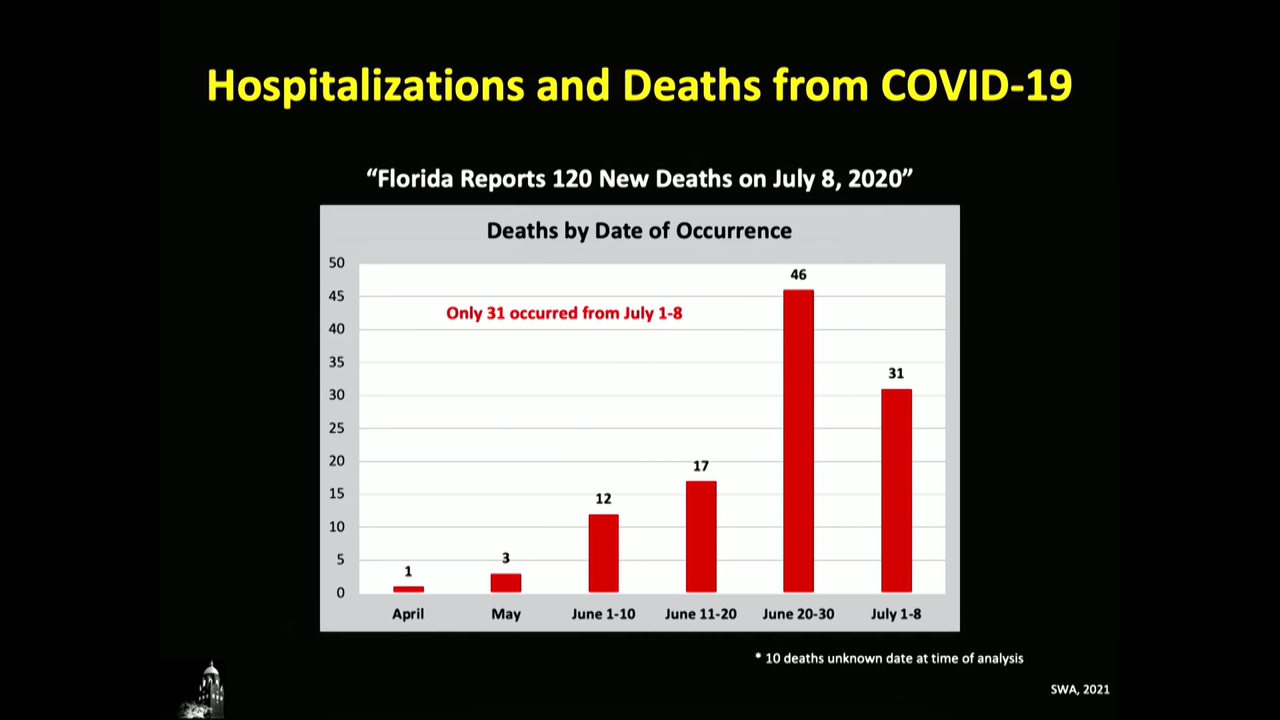 Hospitalizations and Deaths from COVID-19
“Florida Reports 120 New Deaths on July 8, 2020”
Deaths by Date of Occurrence
50
45
40
35
30
25
20
15
10
5
0
Only 31 occurred from July 1-8
1
3
12
17
46
31
April May June 1-10 June 11-20 June 20-30 July 1-8
* 10 deaths unknown date at time of analysis
SWA, 2021